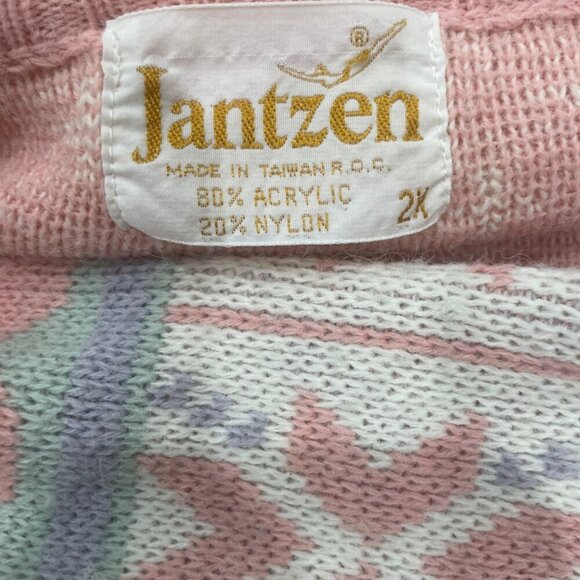 ®
Jantzen
MADE IN TAIWAN R.O.C.
80% ACRYLIC
20% NYLON
2X